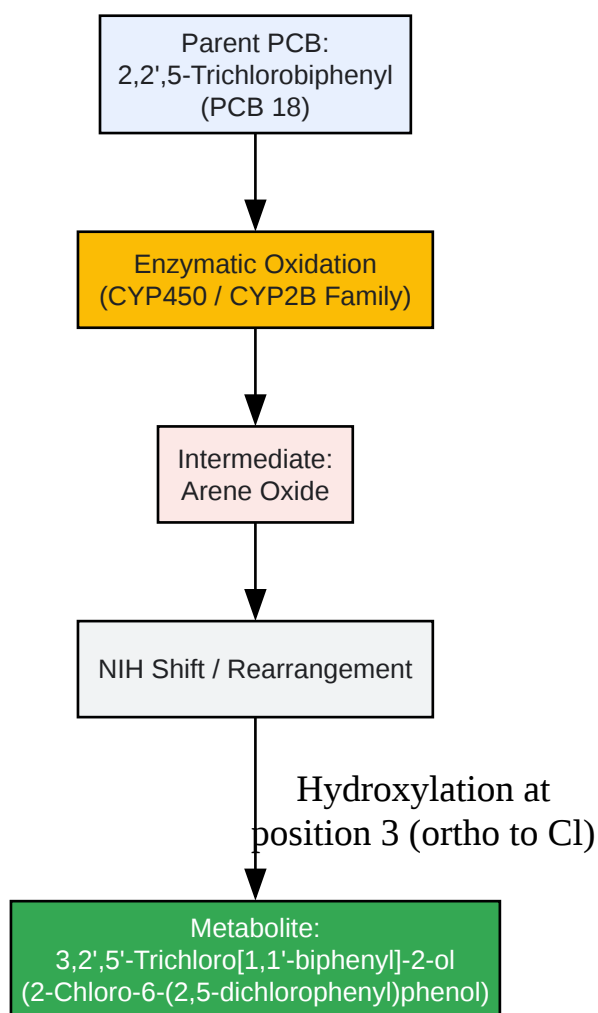 Parent PCB:
2,2',5-Trichlorobiphenyl
(PCB 18)
Enzymatic Oxidation
(CYP450 / CYP2B Family)
Intermediate:
Arene Oxide
NIH Shift / Rearrangement
Hydroxylation at
position 3 (ortho to Cl)
Metabolite:
3,2',5'-Trichloro[1,1'-biphenyl]-2-ol
(2-Chloro-6-(2,5-dichlorophenyl)phenol)